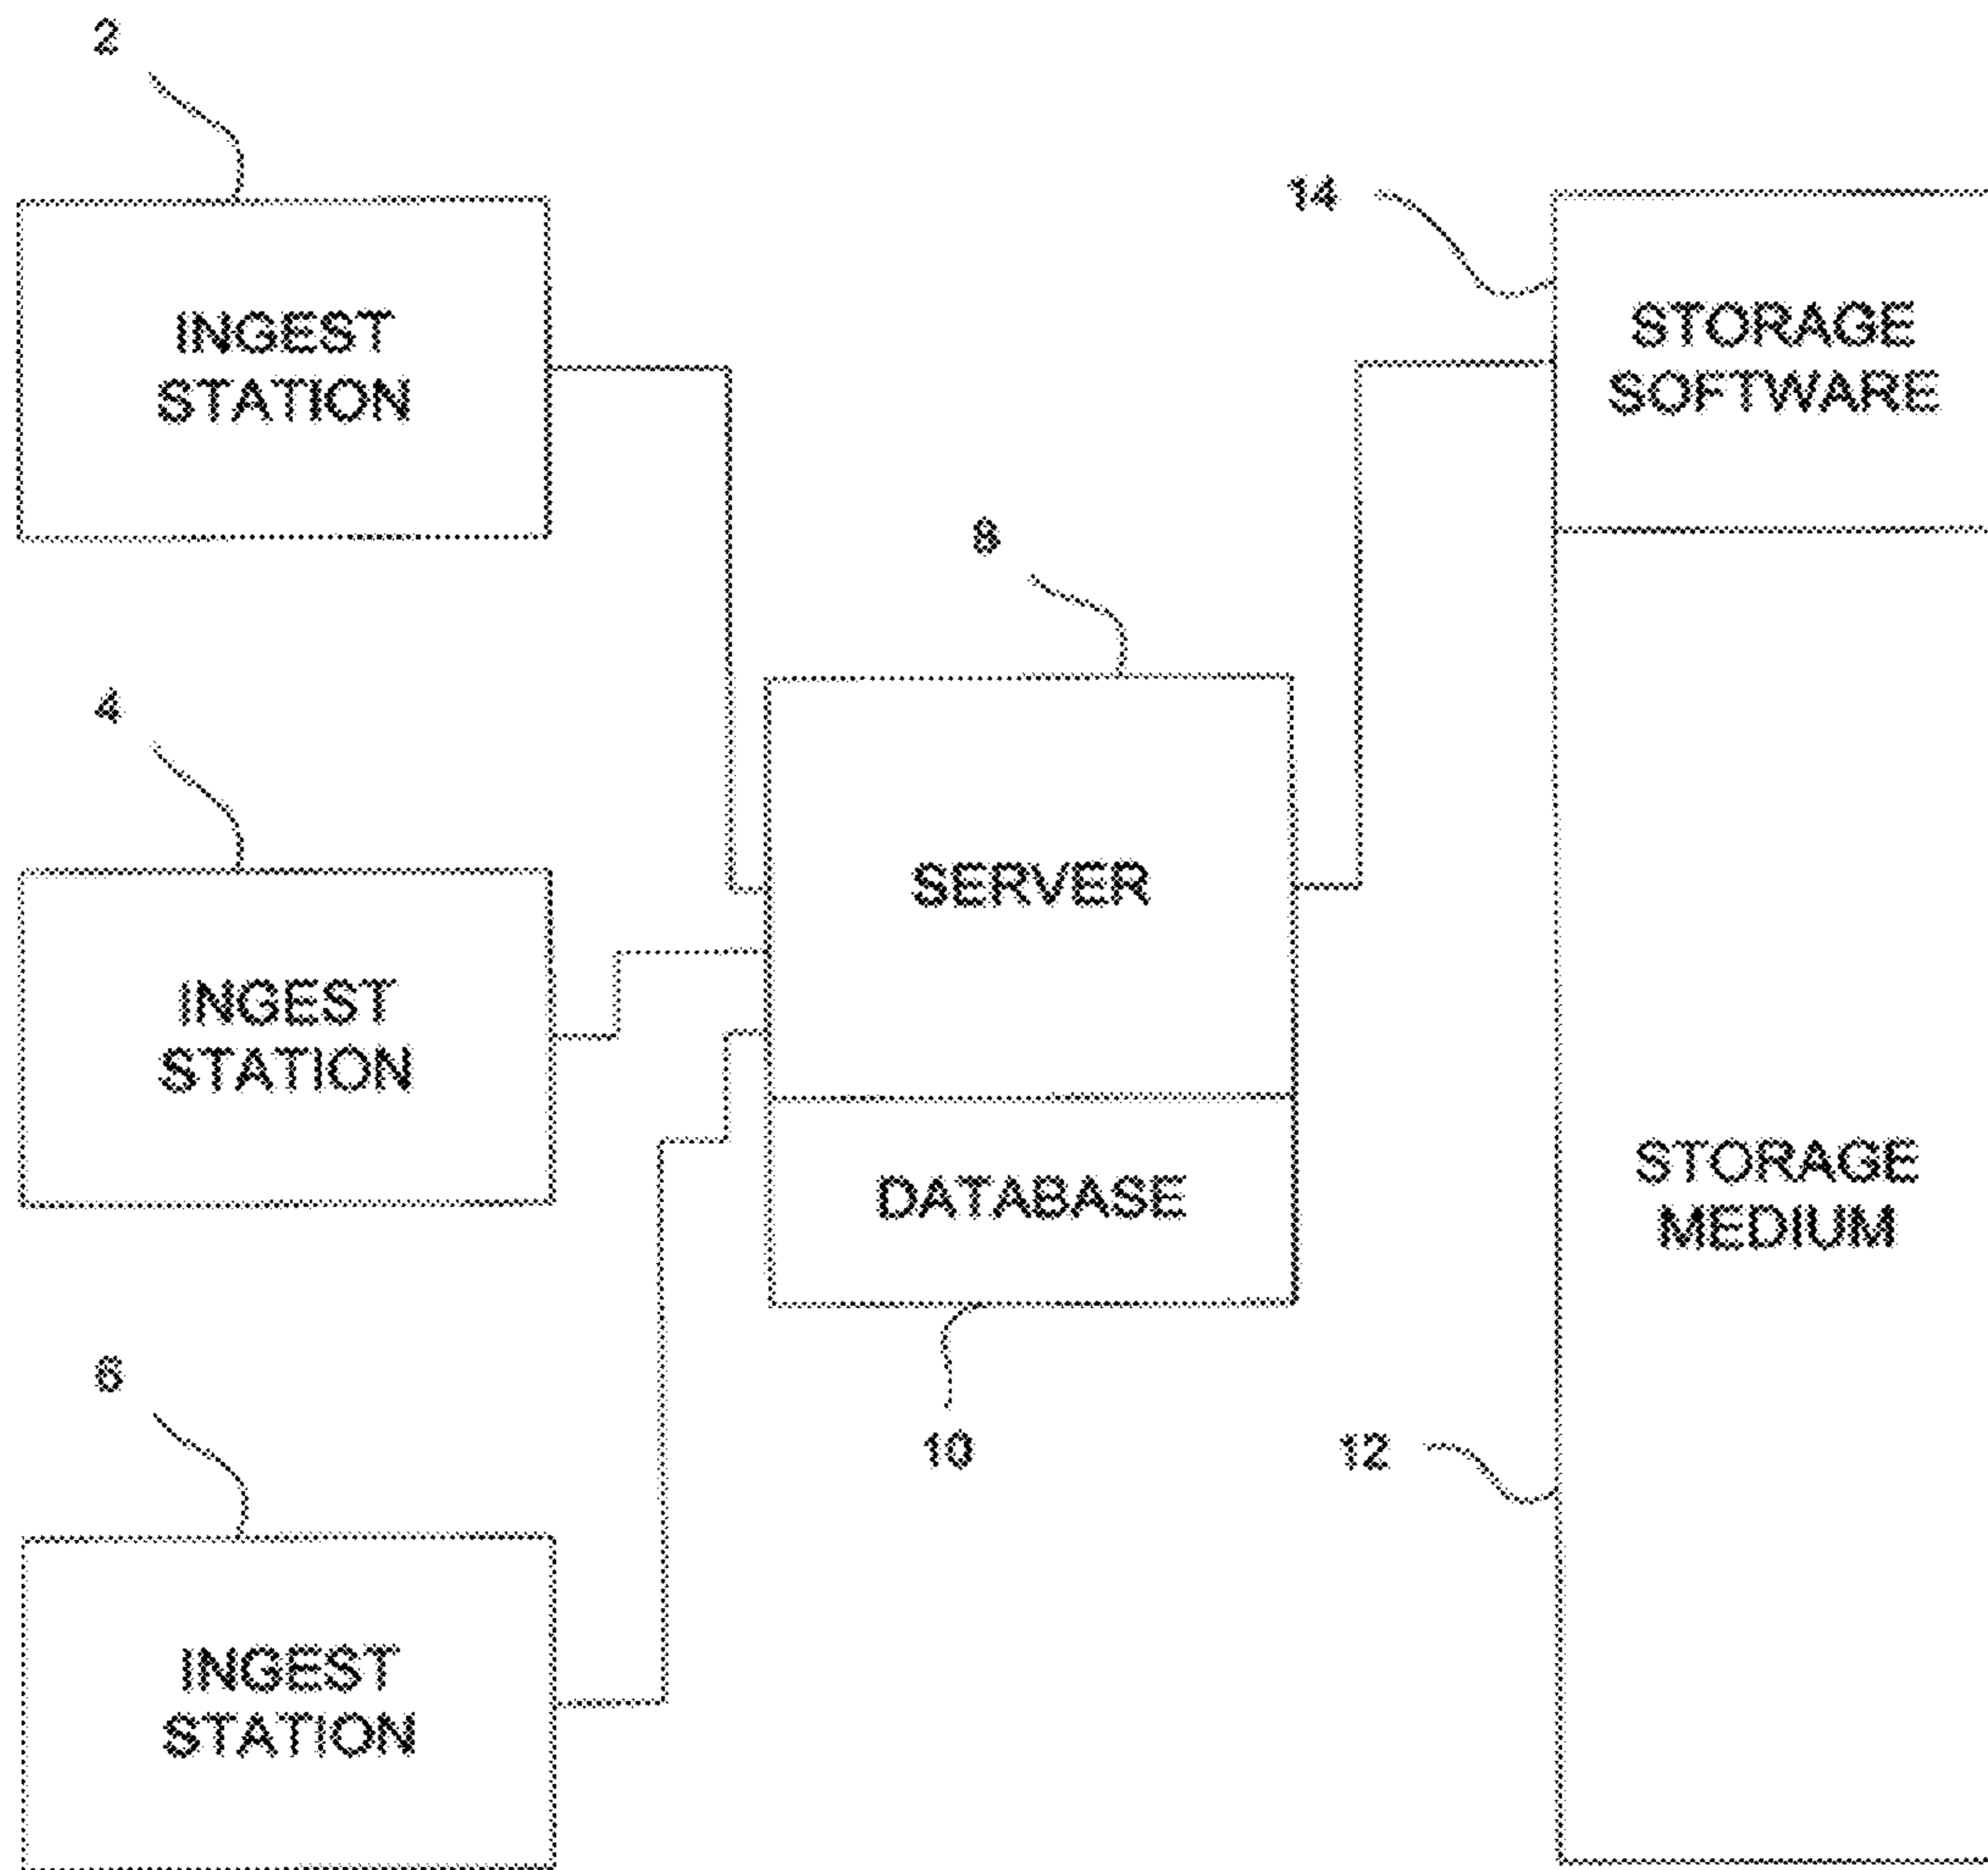 2
INGEST
STATION
4
INGEST
STATION
6
INGEST
STATION
8
SERVER
DATABASE
10
14
STORAGE
SOFTWARE
STORAGE
MEDIUM
12